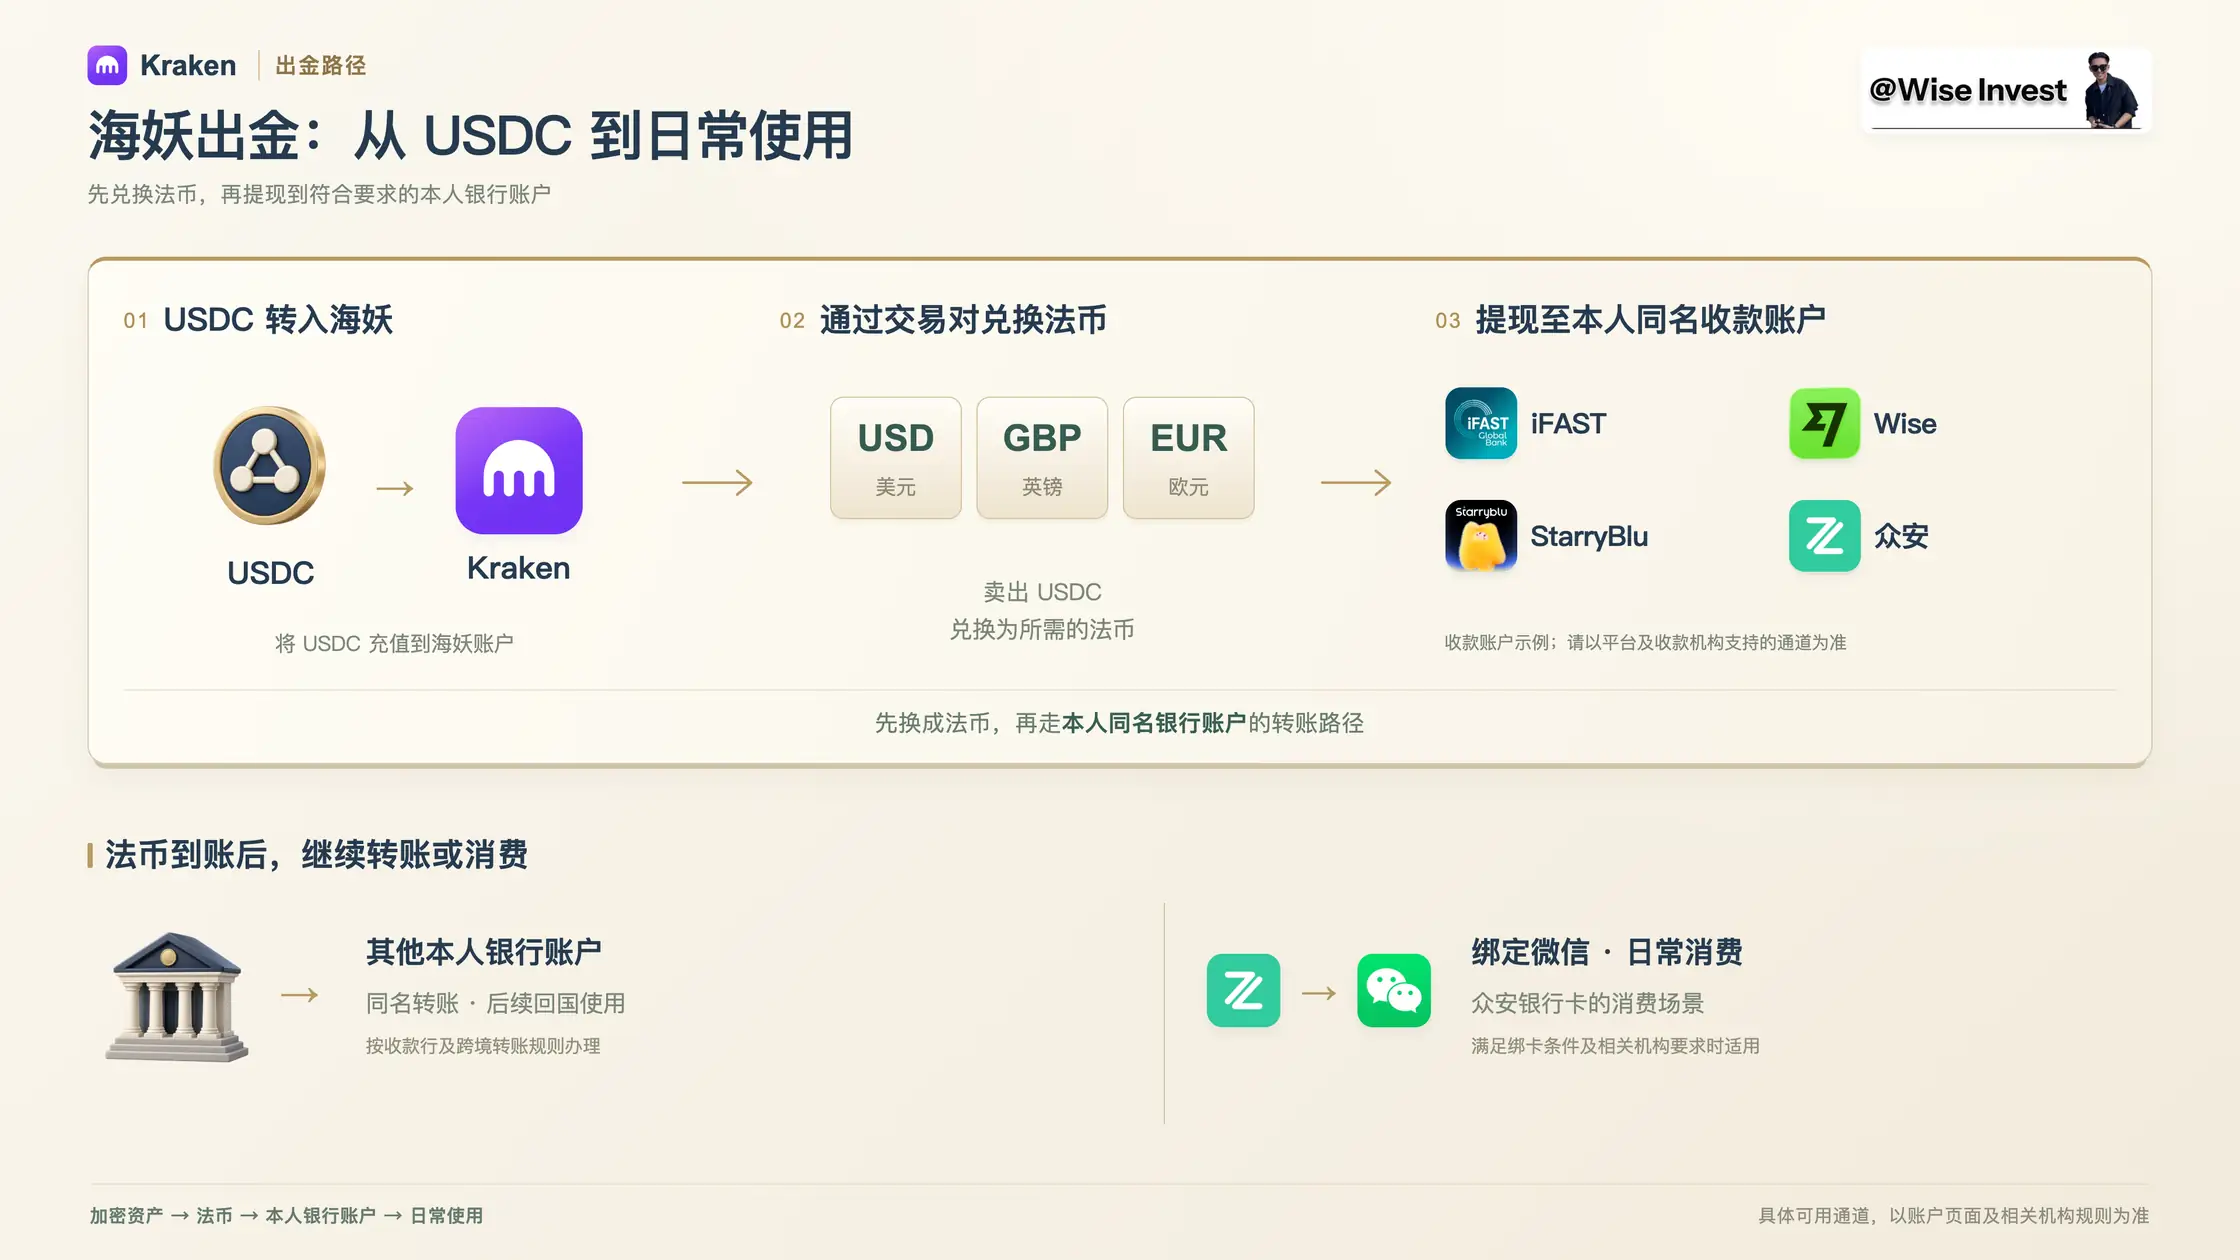 Kraken 出金路径
@Wise Invest
海妖出金：从 USDC 到日常使用
先兑换法币，再提现到符合要求的本人银行账户
01 USDC 转入海妖
USDC
Kraken
将 USDC 充值到海妖账户
02 通过交易对兑换法币
USD
美元
GBP
英镑
EUR
欧元
卖出 USDC
兑换为所需的法币
03 提现至本人同名收款账户
iFAST
Global
Bank
iFAST
Wise
Starryblu
StarryBlu
众安
收款账户示例；请以平台及收款机构支持的通道为准
先换成法币，再走本人同名银行账户的转账路径
法币到账后，继续转账或消费
其他本人银行账户
同名转账 · 后续回国使用
按收款行及跨境转账规则办理
绑定微信 · 日常消费
众安银行卡的消费场景
满足绑卡条件及相关机构要求时适用
加密资产 → 法币 → 本人银行账户 → 日常使用
具体可用通道，以账户页面及相关机构规则为准